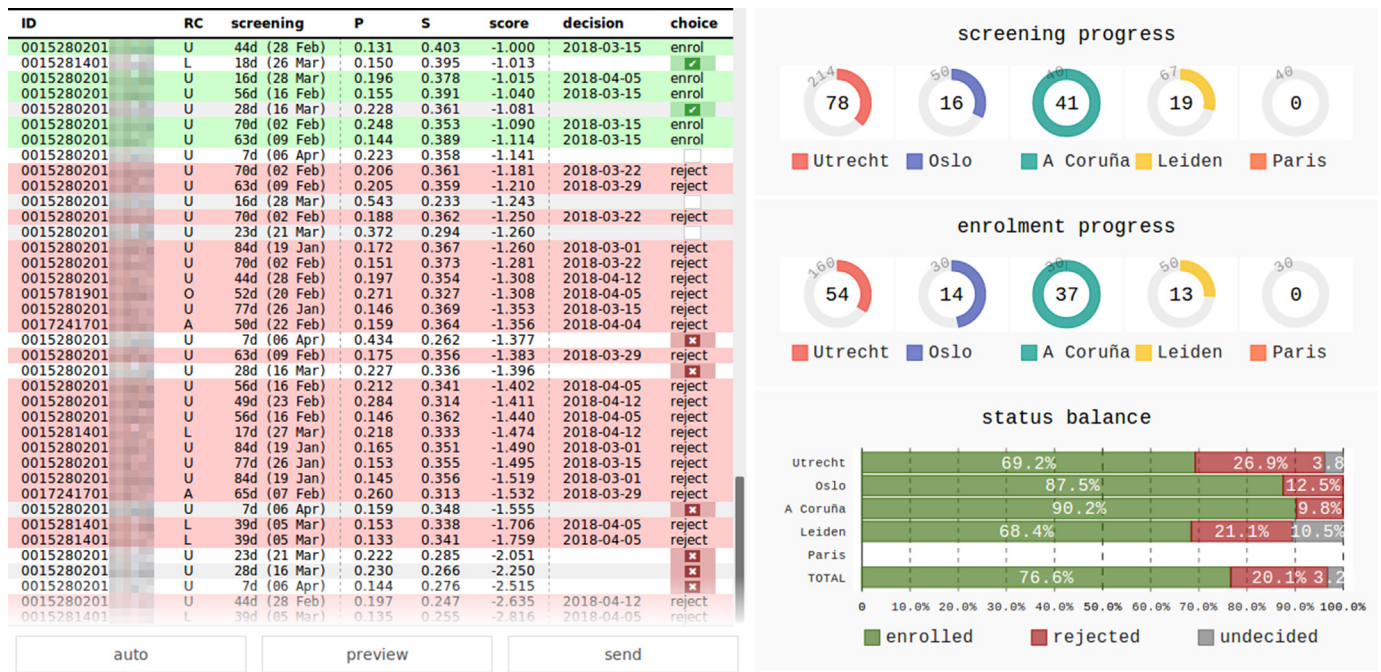 ID RC screening P S score decision choice
0015280201 U 44d (28 Feb) 0.131 0.403 -1.000 2018-03-15 enrol
0015281401 L 18d (26 Mar) 0.150 0.395 -1.013
0015280201 U 16d (28 Mar) 0.196 0.378 -1.015 2018-04-05 enrol
0015280201 U 56d (16 Feb) 0.155 0.391 -1.040 2018-03-15 enrol
0015280201 U 28d (16 Mar) 0.228 0.361 -1.081
0015280201 U 70d (02 Feb) 0.248 0.353 -1.090 2018-03-15 enrol
0015280201 U 63d (09 Feb) 0.144 0.389 -1.114 2018-03-15 enrol
0015280201 U 7d (06 Apr) 0.223 0.358 -1.141
0015280201 U 70d (02 Feb) 0.206 0.361 -1.181 2018-03-22 reject
0015280201 U 63d (09 Feb) 0.205 0.359 -1.210 2018-03-29 reject
0015280201 U 16d (28 Mar) 0.543 0.233 -1.243
0015280201 U 70d (02 Feb) 0.188 0.362 -1.250 2018-03-22 reject
0015280201 U 23d (21 Mar) 0.372 0.294 -1.260
0015280201 U 84d (19 Jan) 0.172 0.367 -1.260 2018-03-01 reject
0015280201 U 70d (02 Feb) 0.151 0.373 -1.281 2018-03-22 reject
0015280201 U 44d (28 Feb) 0.197 0.354 -1.308 2018-04-12 reject
0015781901 O 52d (20 Feb) 0.271 0.327 -1.308 2018-04-05 reject
0015280201 U 77d (26 Jan) 0.146 0.369 -1.353 2018-03-15 reject
0017241701 A 50d (22 Feb) 0.159 0.364 -1.356 2018-04-04 reject
0015280201 U 7d (06 Apr) 0.434 0.262 -1.377
0015280201 U 63d (09 Feb) 0.175 0.356 -1.383 2018-03-29 reject
0015280201 U 28d (16 Mar) 0.227 0.336 -1.396
0015280201 U 56d (16 Feb) 0.212 0.341 -1.402 2018-04-05 reject
0015280201 U 49d (23 Feb) 0.284 0.314 -1.411 2018-04-12 reject
0015280201 U 56d (16 Feb) 0.146 0.362 -1.440 2018-04-05 reject
0015281401 L 17d (27 Mar) 0.218 0.333 -1.474 2018-04-12 reject
0015280201 U 84d (19 Jan) 0.165 0.351 -1.490 2018-03-01 reject
0015280201 U 77d (26 Jan) 0.153 0.355 -1.495 2018-03-15 reject
0015280201 U 84d (19 Jan) 0.145 0.356 -1.519 2018-03-01 reject
0017241701 A 65d (07 Feb) 0.260 0.313 -1.532 2018-03-29 reject
0015280201 U 7d (06 Apr) 0.159 0.348 -1.555
0015281401 L 39d (05 Mar) 0.153 0.338 -1.706 2018-04-05 reject
0015281401 L 39d (05 Mar) 0.133 0.341 -1.759 2018-04-05 reject
0015280201 U 23d (21 Mar) 0.222 0.285 -2.051
0015280201 U 28d (16 Mar) 0.230 0.266 -2.250
0015280201 U 7d (06 Apr) 0.144 0.276 -2.515
0015280201 U 44d (28 Feb) 0.197 0.247 -2.635 2018-04-12 reject
0015281401 L 39d (05 Mar) 0.135 0.255 -2.816 2018-04-05 reject
auto preview send
screening progress
214 50 40 67 40
78 16 41 19 0
Utrecht Oslo A Coruña Leiden Paris
enrolment progress
160 30 30 50 30
54 14 37 13 0
Utrecht Oslo A Coruña Leiden Paris
status balance
Utrecht 69.2% 26.9% 3.8
Oslo 87.5% 12.5%
A Coruña 90.2% 9.8%
Leiden 68.4% 21.1% 10.5%
Paris
TOTAL 76.6% 20.1% 3.2
0 10.0% 20.0% 30.0% 40.0% 50.0% 60.0% 70.0% 80.0% 90.0% 100.0%
enrolled rejected undecided